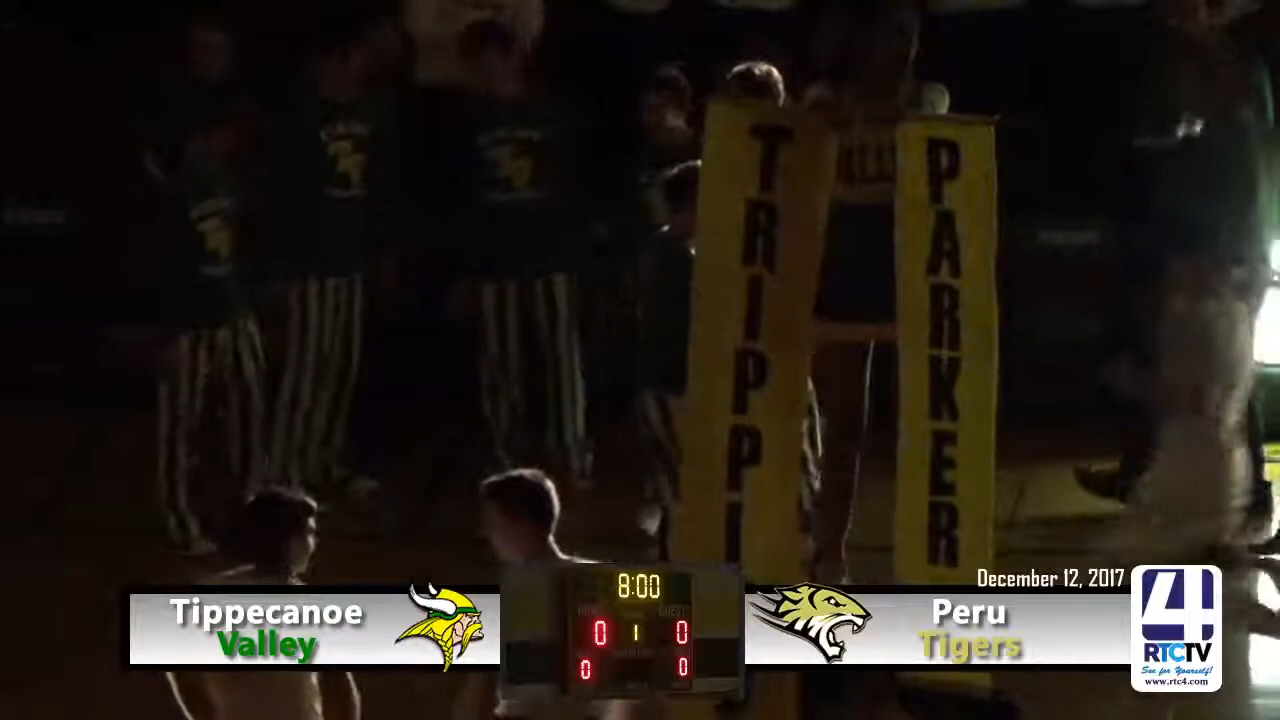 TRIPPI
PARKER
December 12, 2017
Tippecanoe
Valley
8:00
0 1 0
0 0
Peru
Tigers
4
RTCTV
See for Yourself!
www.rtc4.com